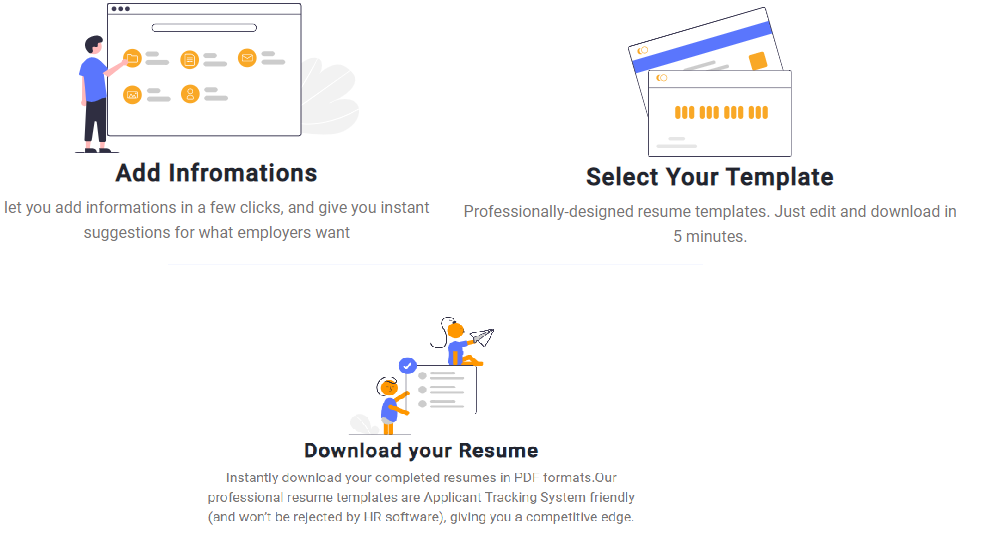 Add Infromations
let you add informations in a few clicks, and give you instant
suggestions for what employers want
Select Your Template
Professionally-designed resume templates. Just edit and download in
5 minutes.
Download your Resume
Instantly download your completed resumes in PDF formats.Our
professional resume templates are Applicant Tracking System friendly
(and won't be rejected by HR software), giving you a competitive edge.